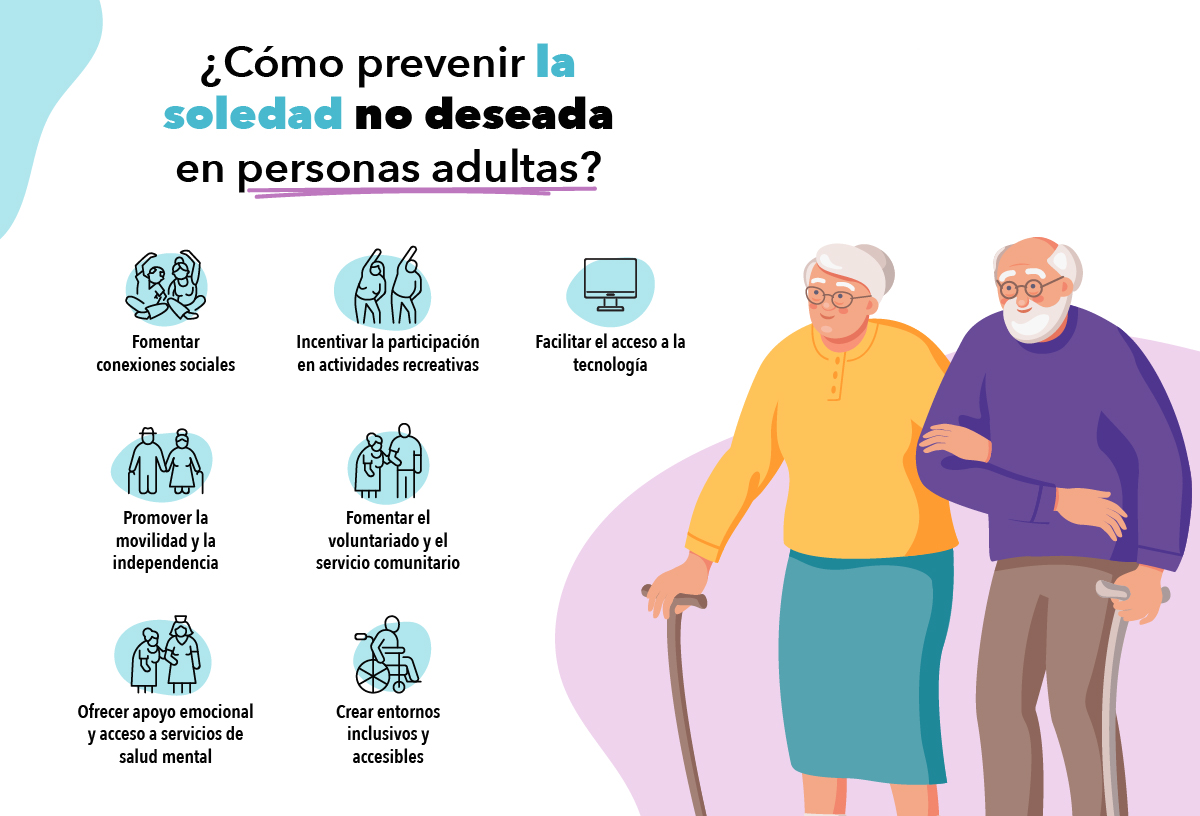 ¿Cómo prevenir la
soledad no deseada
en personas adultas?
Fomentar
conexiones sociales
Incentivar la participación
en actividades recreativas
Facilitar el acceso a la
tecnología
Promover la
movilidad y la
independencia
Fomentar el
voluntariado y el
servicio comunitario
Ofrecer apoyo emocional
y acceso a servicios de
salud mental
Crear entornos
inclusivos y
accesibles